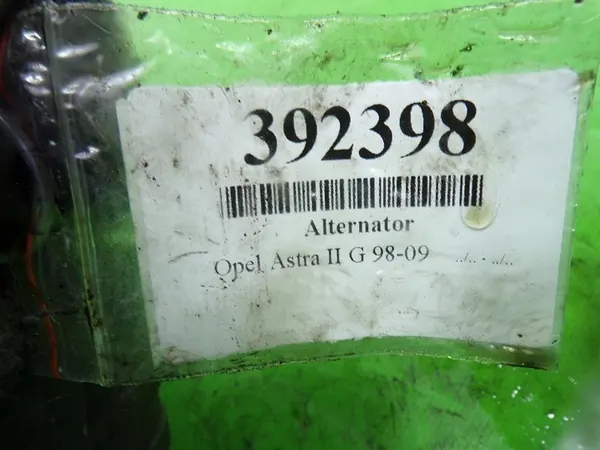 392398
Alternator
Opel Astra II G 98-09 ../.. - ../..